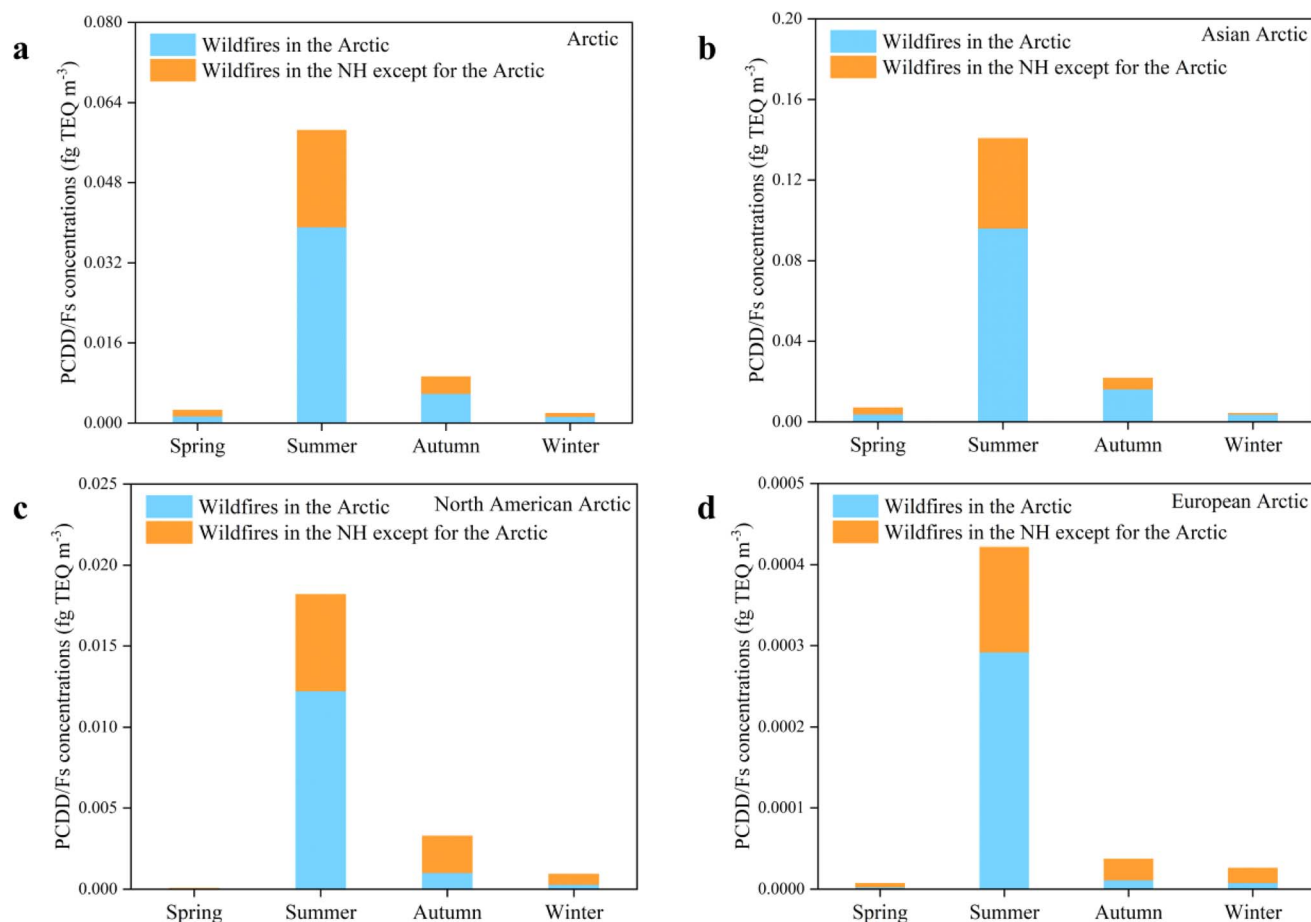 a
Arctic
Wildfires in the Arctic
Wildfires in the NH except for the Arctic
PCDD/Fs concentrations (fg TEQ m⁻³)
0.080
0.064
0.048
0.032
0.016
0.000
Spring Summer Autumn Winter
b
Asian Arctic
Wildfires in the Arctic
Wildfires in the NH except for the Arctic
PCDD/Fs concentrations (fg TEQ m⁻³)
0.20
0.16
0.12
0.08
0.04
0.00
Spring Summer Autumn Winter
c
North American Arctic
Wildfires in the Arctic
Wildfires in the NH except for the Arctic
PCDD/Fs concentrations (fg TEQ m⁻³)
0.025
0.020
0.015
0.010
0.005
0.000
Spring Summer Autumn Winter
d
European Arctic
Wildfires in the Arctic
Wildfires in the NH except for the Arctic
PCDD/Fs concentrations (fg TEQ m⁻³)
0.0005
0.0004
0.0003
0.0002
0.0001
0.0000
Spring Summer Autumn Winter